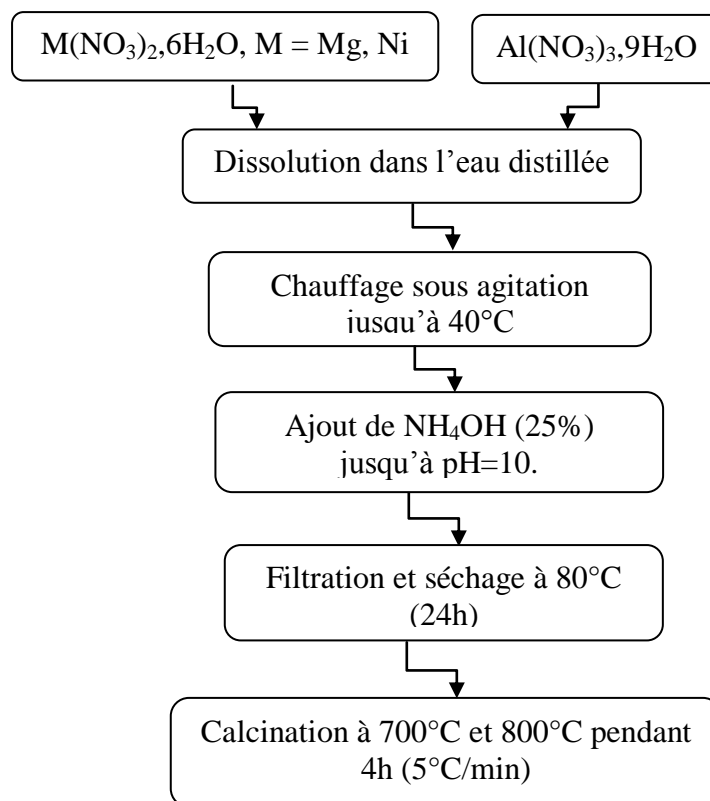 M(NO₃)₂,6H₂O, M = Mg, Ni
Al(NO₃)₃,9H₂O
Dissolution dans l’eau distillée
Chauffage sous agitation
jusqu’à 40°C
Ajout de NH₄OH (25%)
jusqu’à pH=10.
Filtration et séchage à 80°C
(24h)
Calcination à 700°C et 800°C pendant
4h (5°C/min)